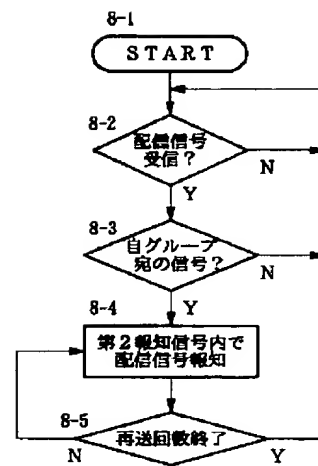 8-1
START
8-2
配信信号
受信?
N
Y
8-3
自グループ
宛の信号?
N
Y
8-4
第2報知信号内で
配信信号報知
8-5
再送回数終了
N
Y